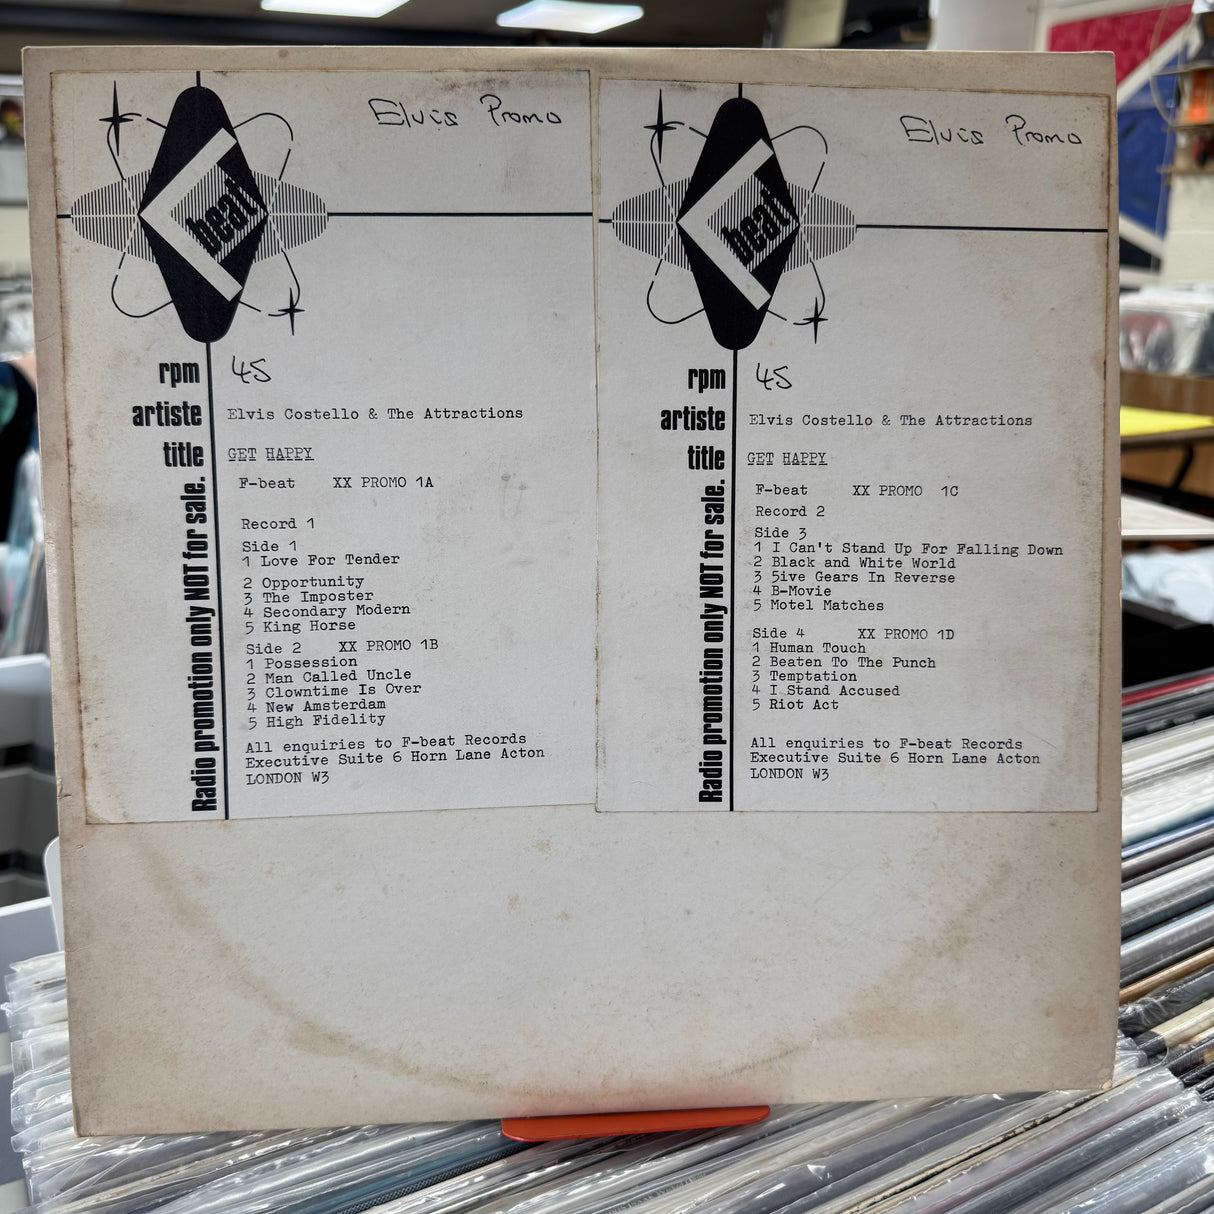 Elvis Promo
beat
rpm 45
artiste Elvis Costello & The Attractions
title GET HAPPY
F-beat XX PROMO 1A
Record 1
Side 1
1 Love For Tender
2 Opportunity
3 The Imposter
4 Secondary Modern
5 King Horse
Side 2 XX PROMO 1B
1 Possession
2 Man Called Uncle
3 Clowntime Is Over
4 New Amsterdam
5 High Fidelity
All enquiries to F-beat Records
Executive Suite 6 Horn Lane Acton
LONDON W3
Radio promotion only NOT for sale.
Elvis Promo
beat
rpm 45
artiste Elvis Costello & The Attractions
title GET HAPPY
F-beat XX PROMO 1C
Record 2
Side 3
1 I Can't Stand Up For Falling Down
2 Black and White World
3 5ive Gears In Reverse
4 B-Movie
5 Motel Matches
Side 4 XX PROMO 1D
1 Human Touch
2 Beaten To The Punch
3 Temptation
4 I Stand Accused
5 Riot Act
All enquiries to F-beat Records
Executive Suite 6 Horn Lane Acton
LONDON W3
Radio promotion only NOT for sale.